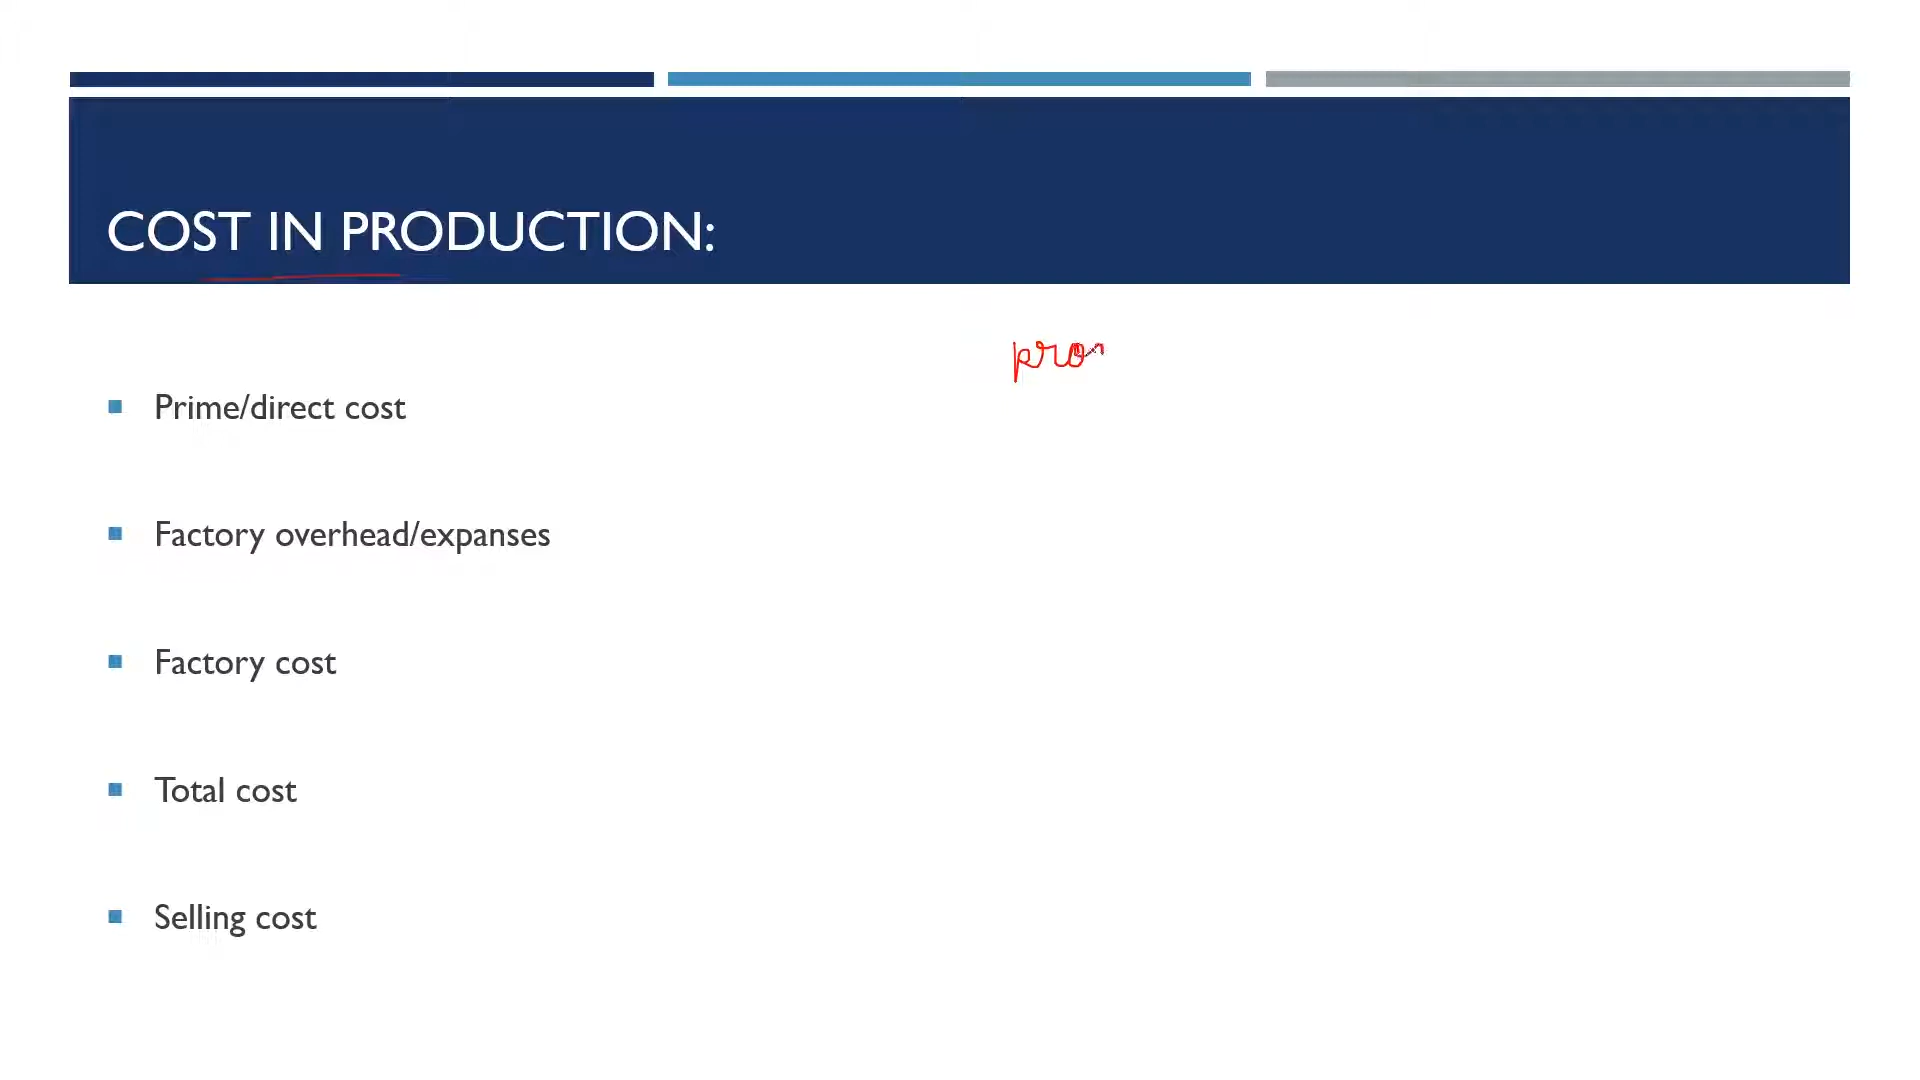 COST IN PRODUCTION:
pro
Prime/direct cost
Factory overhead/expanses
Factory cost
Total cost
Selling cost